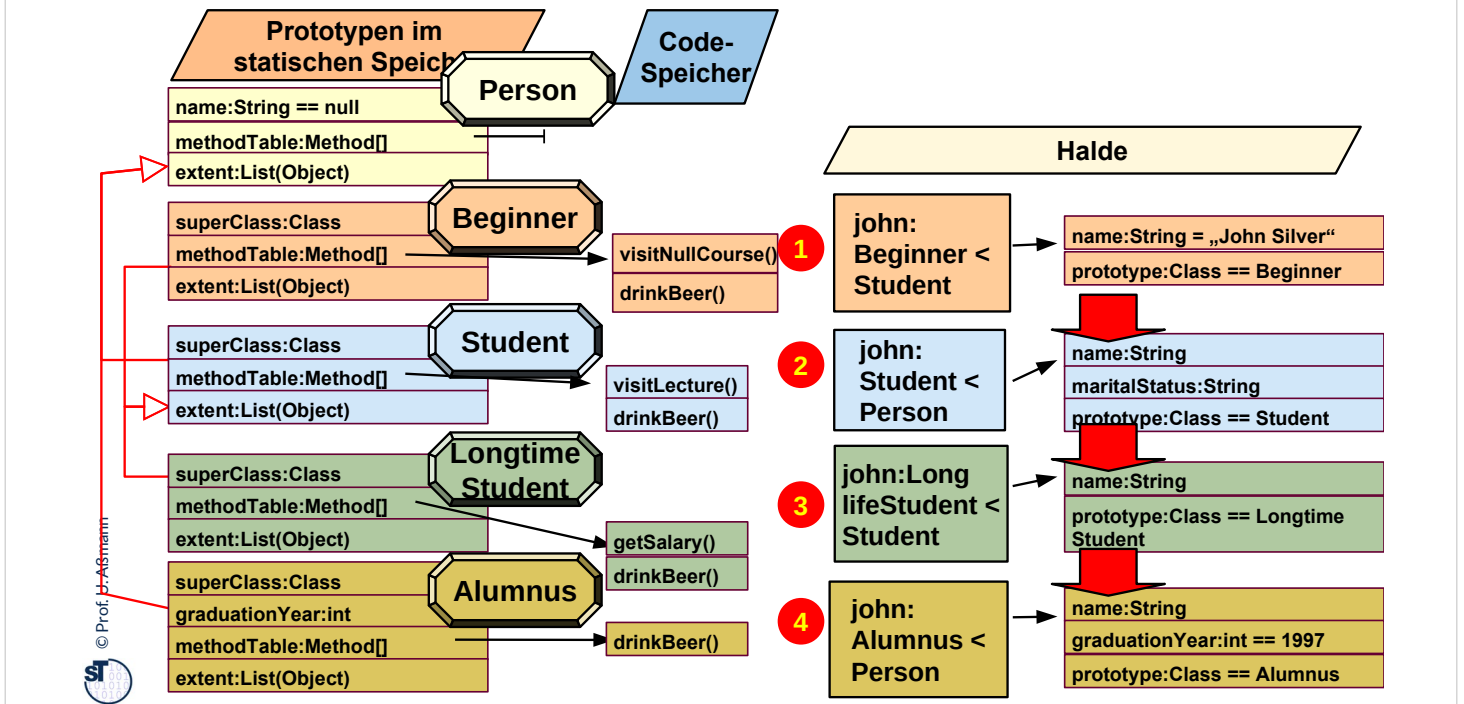 Prototypen im
statischen Speich
Code-
Speicher
Person
name:String == null
methodTable:Method[]
extent:List(Object)
Halde
Beginner
superClass:Class
methodTable:Method[]
extent:List(Object)
visitNullCourse()
drinkBeer()
1
john:
Beginner <
Student
name:String = „John Silver“
prototype:Class == Beginner
Student
superClass:Class
methodTable:Method[]
extent:List(Object)
visitLecture()
drinkBeer()
2
john:
Student <
Person
name:String
maritalStatus:String
prototype:Class == Student
Longtime
Student
superClass:Class
methodTable:Method[]
extent:List(Object)
getSalary()
drinkBeer()
3
john:Long
lifeStudent <
Student
name:String
prototype:Class == Longtime
Student
Alumnus
superClass:Class
graduationYear:int
methodTable:Method[]
extent:List(Object)
drinkBeer()
4
john:
Alumnus <
Person
name:String
graduationYear:int == 1997
prototype:Class == Alumnus
© Prof. U. Aßmann
ST